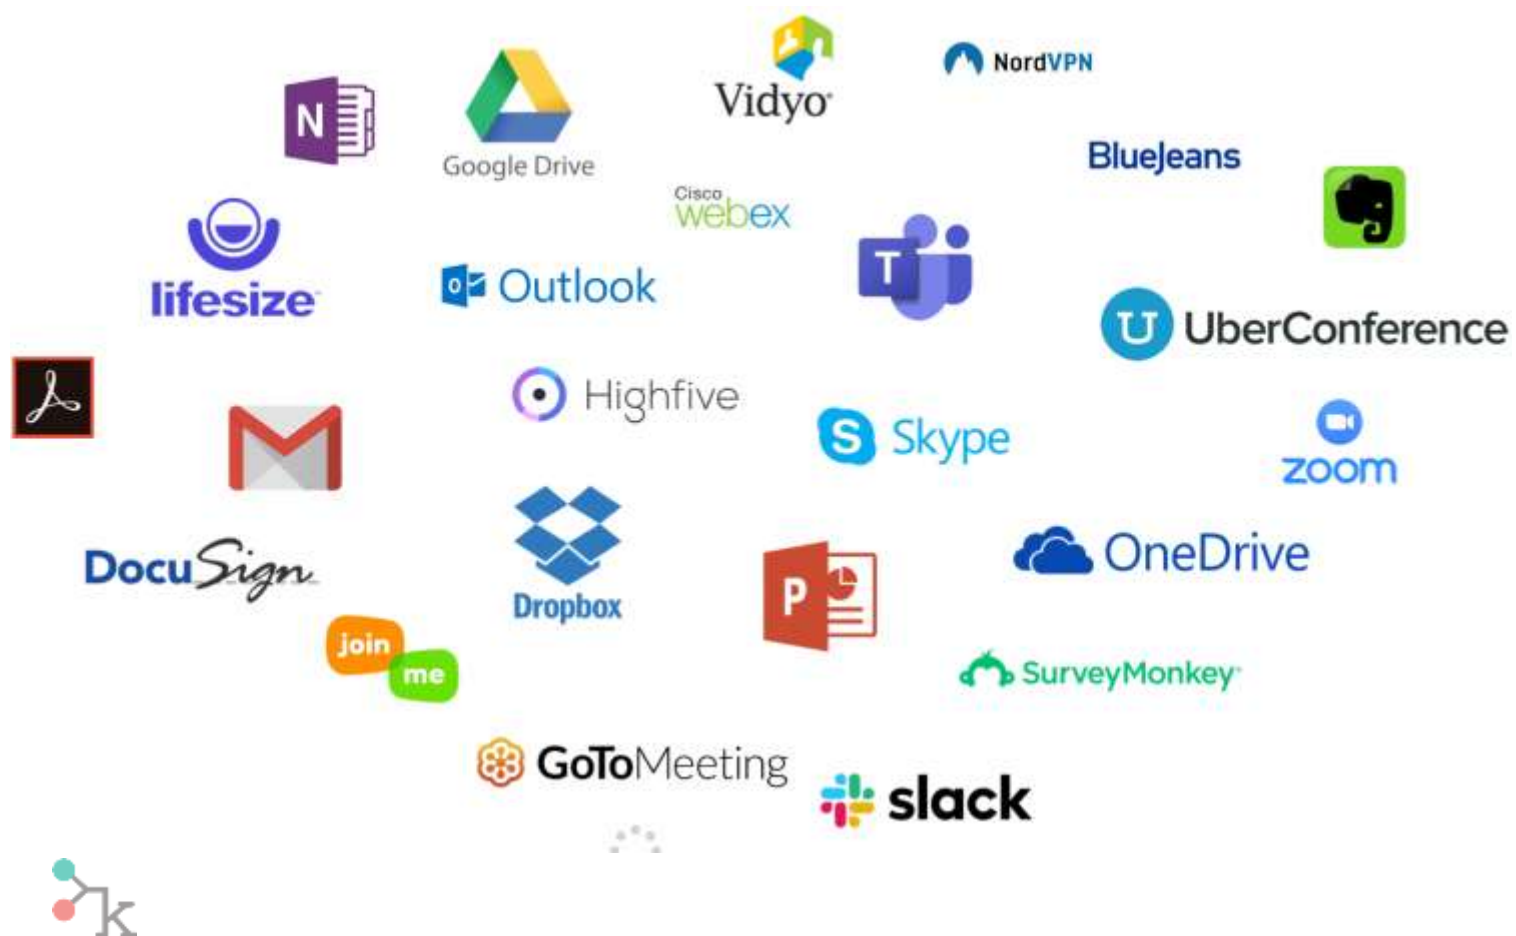 Vidyo
NordVPN
N
Google Drive
BlueJeans
Cisco
webex
lifesize
Outlook
T
U UberConference
Highfive
S Skype
zoom
DocuSign
Dropbox
P
OneDrive
join
me
SurveyMonkey
GoToMeeting
slack
k